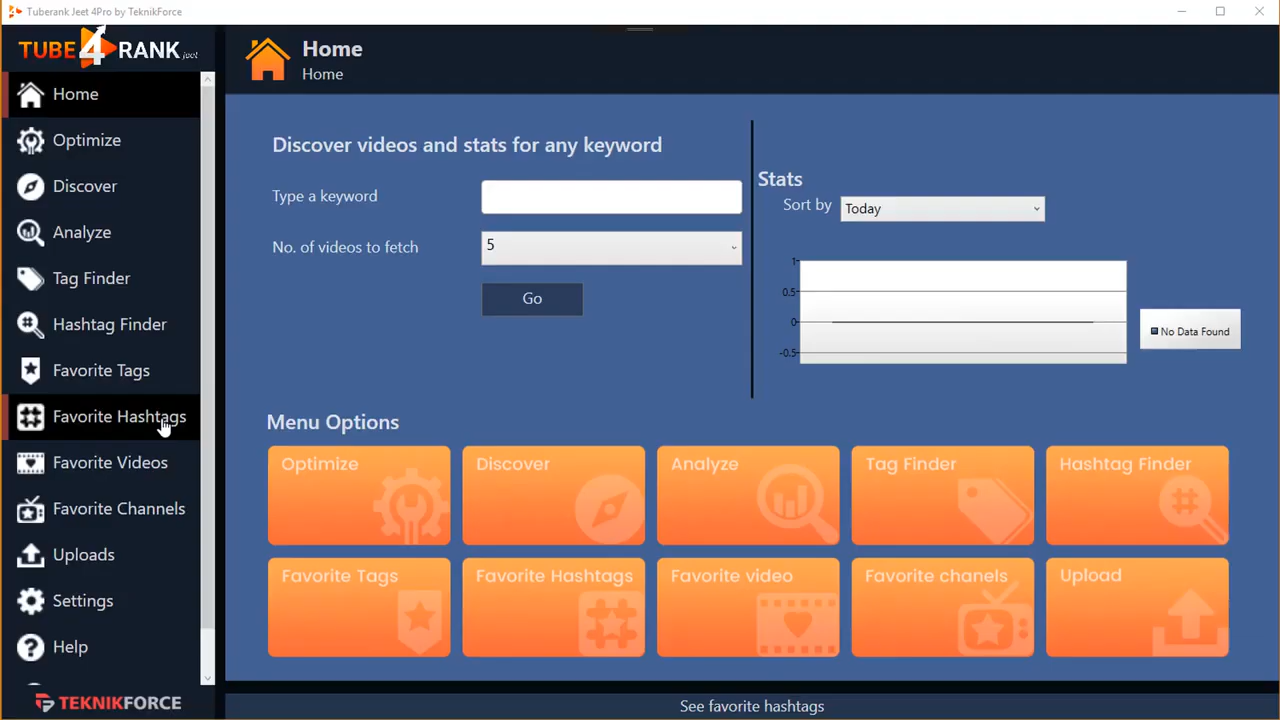 Tuberank Jeet 4Pro by TeknikForce
TUBE 4 RANK jeet
Home
Optimize
Discover
Analyze
Tag Finder
Hashtag Finder
Favorite Tags
Favorite Hashtags
Favorite Videos
Favorite Channels
Uploads
Settings
Help
TEKNIKFORCE
Home
Home
Discover videos and stats for any keyword
Type a keyword
No. of videos to fetch
5
Go
Stats
Sort by
Today
1
0.5
0
-0.5
No Data Found
Menu Options
Optimize
Discover
Analyze
Tag Finder
Hashtag Finder
Favorite Tags
Favorite Hashtags
Favorite video
Favorite chanels
Upload
See favorite hashtags